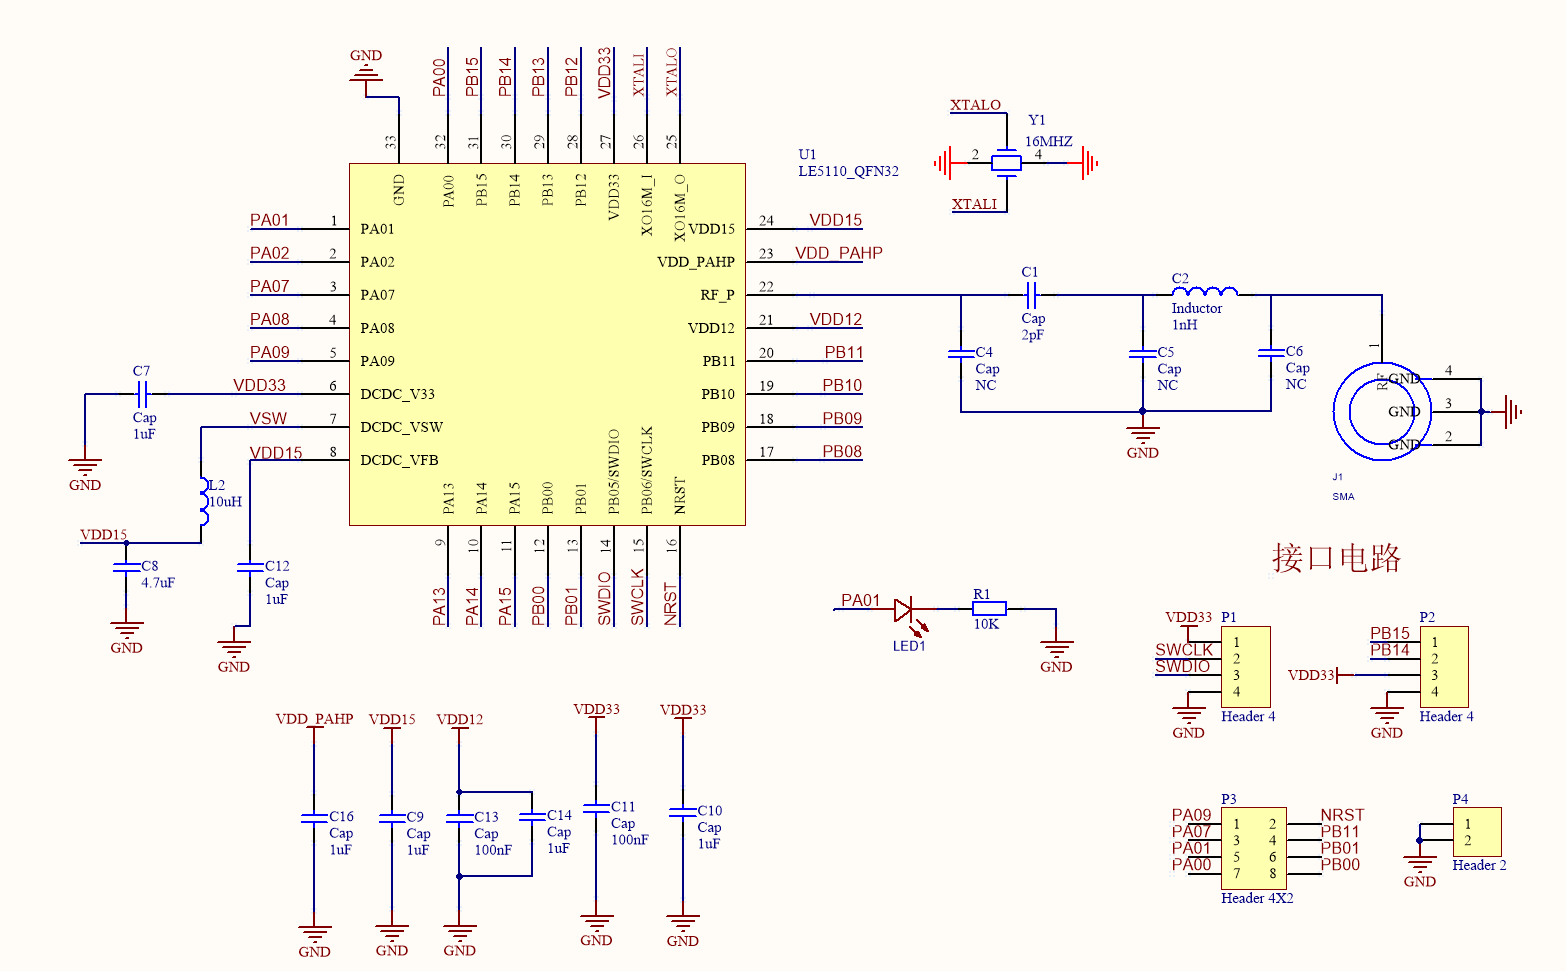 GND
PA00
PB15
PB14
PB13
PB12
VDD33
XTALI
XTALO
33
32
31
30
29
28
27
26
25
GND
PA00
PB15
PB14
PB13
PB12
VDD33
XO16M_I
XO16M_O
U1
LE5110_QFN32
XTALO
Y1
16MHZ
2
4
XTALI
PA01 1 PA01
PA02 2 PA02
PA07 3 PA07
PA08 4 PA08
PA09 5 PA09
VDD33 6 DCDC_V33
VSW 7 DCDC_VSW
VDD15 8 DCDC_VFB
VDD15 24 VDD15
VDD_PAHP 23 VDD_PAHP
RF_P 22
VDD12 21 VDD12
PB11 20 PB11
PB10 19 PB10
PB09 18 PB09
PB08 17 PB08
PA13
PA14
PA15
PB00
PB01
PB05/SWDIO
PB06/SWCLK
NRST
9
10
11
12
13
14
15
16
PA13
PA14
PA15
PB00
PB01
SWDIO
SWCLK
NRST
C7
Cap
1uF
GND
L2
10uH
VDD15
C8
4.7uF
GND
C12
Cap
1uF
GND
C1
Cap
2pF
C2
Inductor
1nH
C4
Cap
NC
C5
Cap
NC
C6
Cap
NC
GND
1
RF
GND 4
GND 3
GND 2
J1
SMA
PA01
LED1
R1
10K
GND
接口电路
VDD33
SWCLK
SWDIO
GND
P1
1
2
3
4
Header 4
PB15
PB14
VDD33
GND
P2
1
2
3
4
Header 4
VDD_PAHP
C16
Cap
1uF
GND
VDD15
C9
Cap
1uF
GND
VDD12
C13
Cap
100nF
C14
Cap
1uF
GND
VDD33
C11
Cap
100nF
GND
VDD33
C10
Cap
1uF
GND
P3
PA09 1 2 NRST
PA07 3 4 PB11
PA01 5 6 PB01
PA00 7 8 PB00
Header 4X2
P4
1
2
GND
Header 2